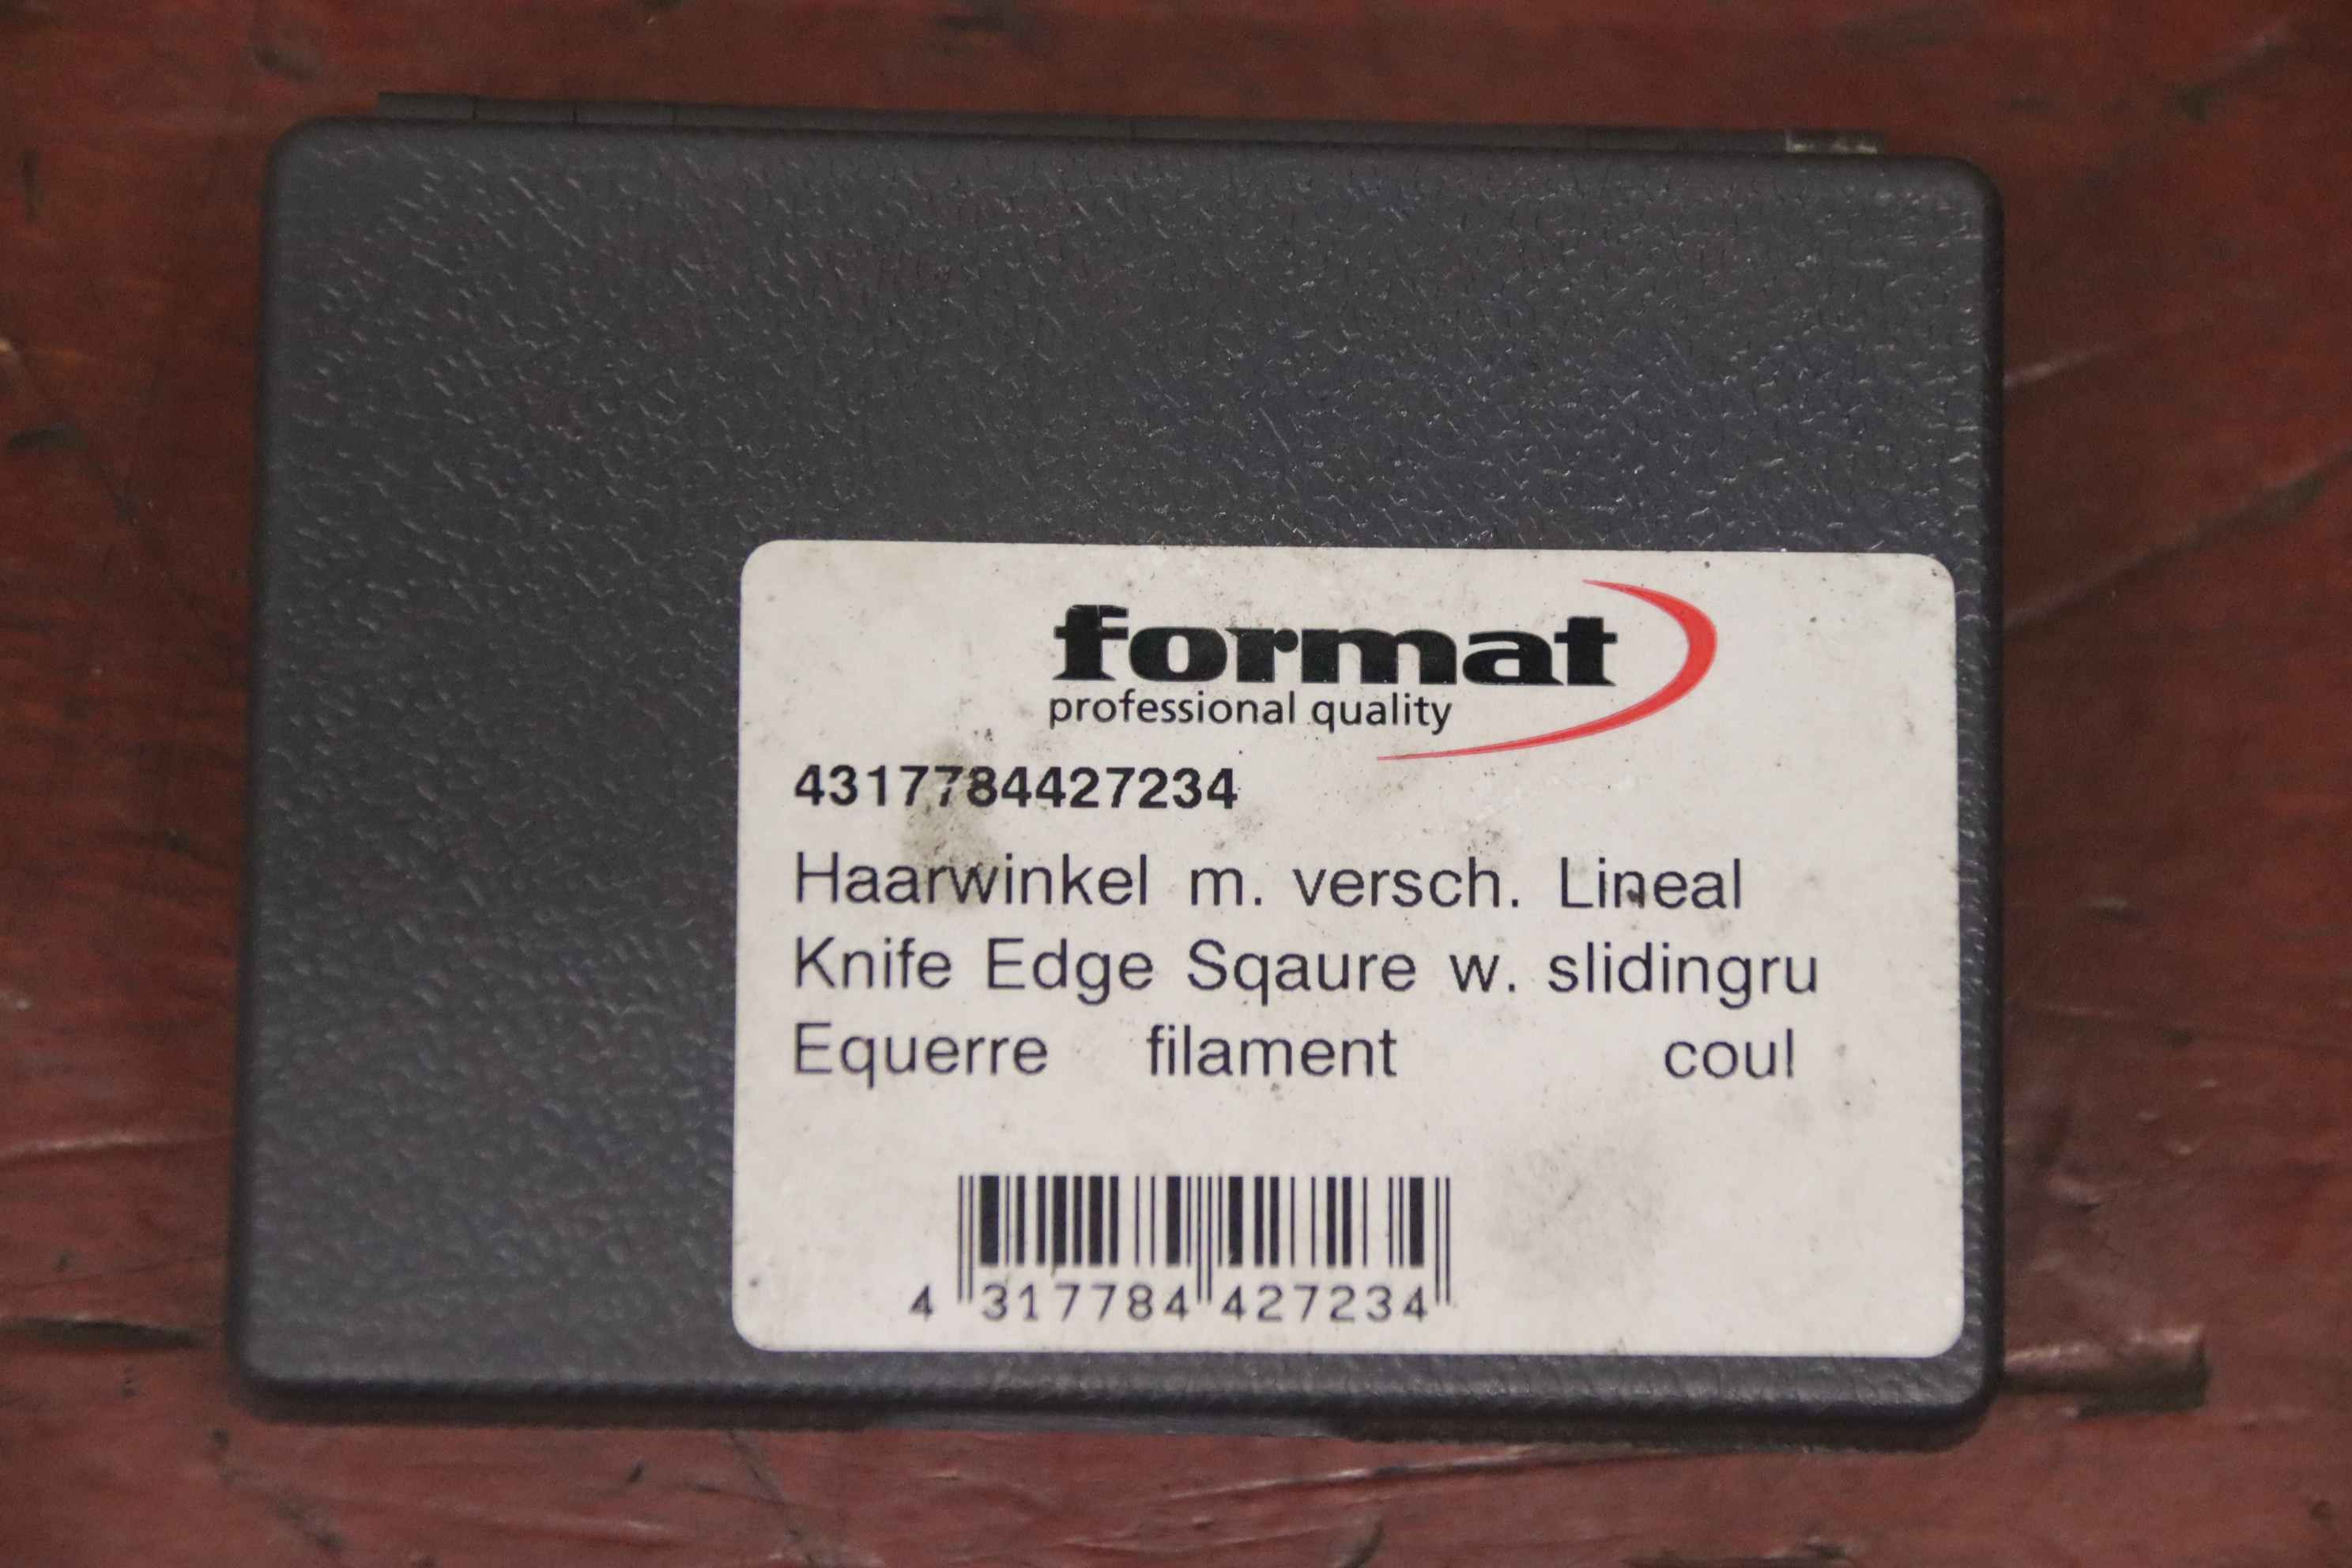 format
professional quality
4317784427234
Haarwinkel m. versch. Lineal
Knife Edge Sqaure w. slidingru
Equerre filament coul
4 317784 427234